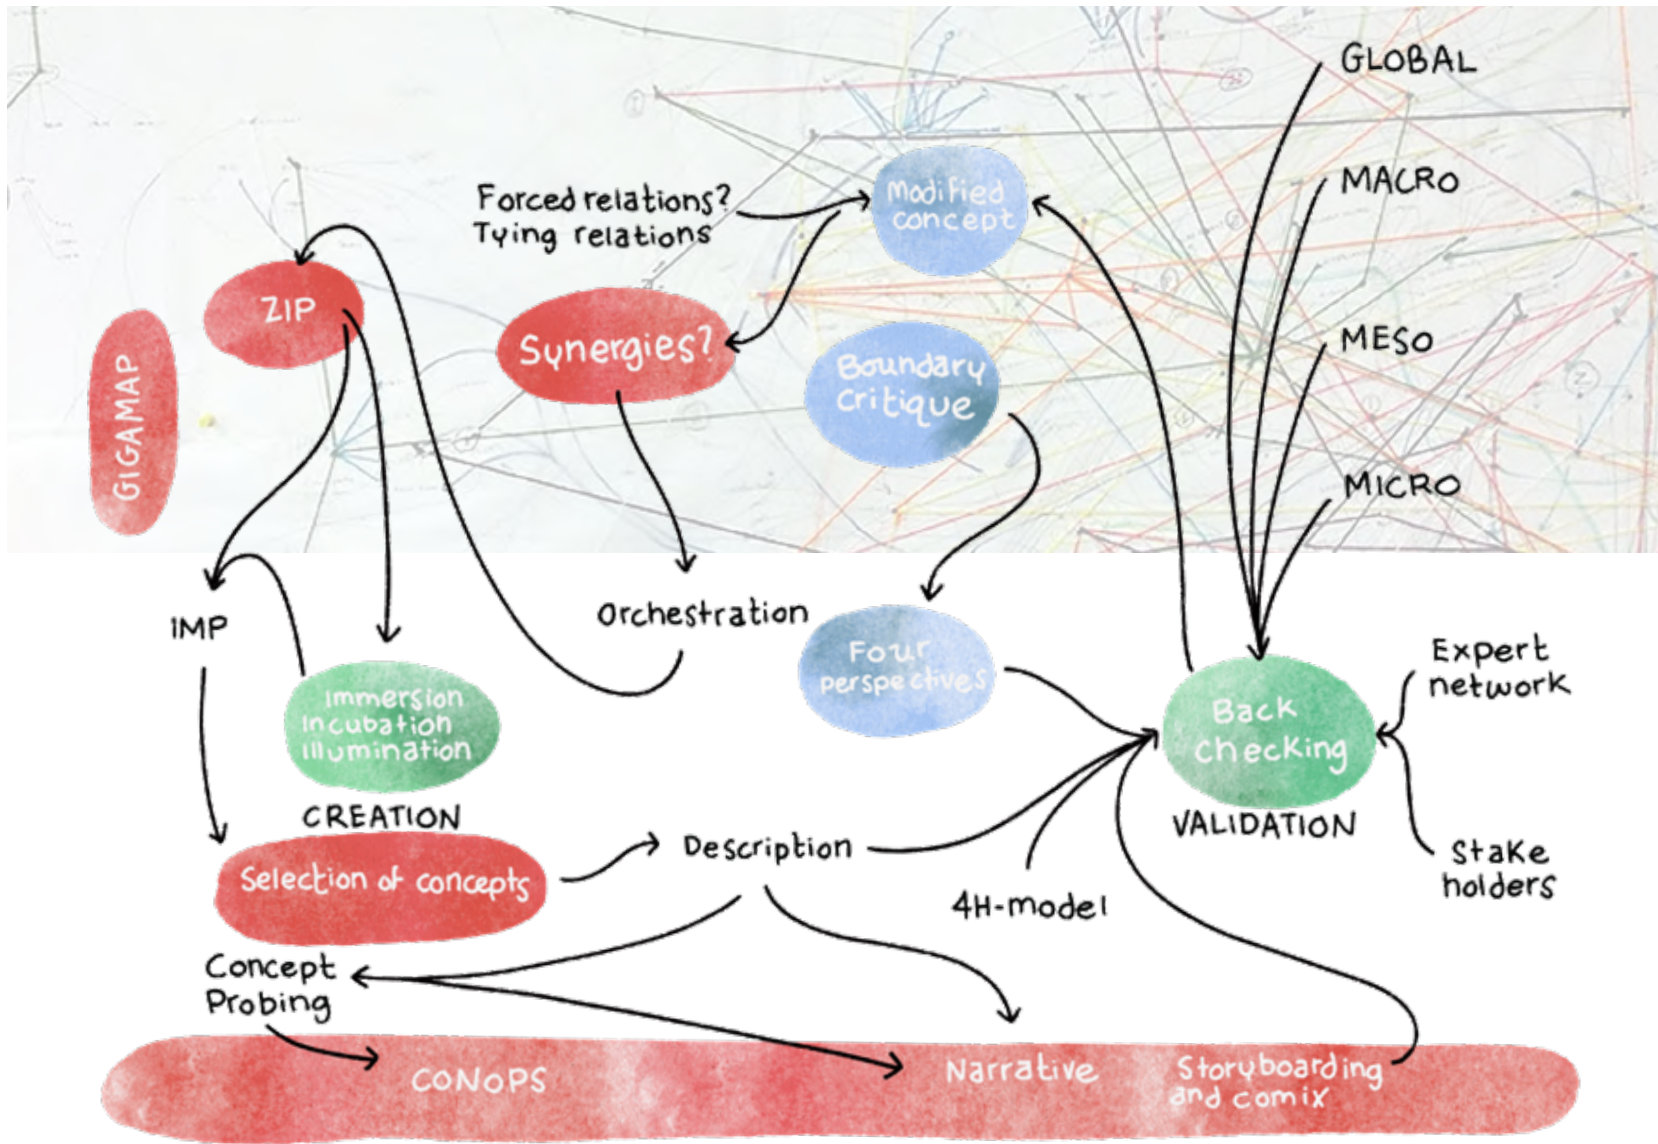 GLOBAL
MACRO
Forced relations?
Tying relations
Modified
concept
ZIP
Synergies?
MESO
Boundary
critique
GIGAMAP
MICRO
IMP
Orchestration
Four
perspectives
Expert
network
Immersion
Incubation
Illumination
Back
checking
CREATION
VALIDATION
Selection of concepts
Description
4H-model
Stake
holders
Concept
Probing
CONOPS
Narrative
Storyboarding
and comix